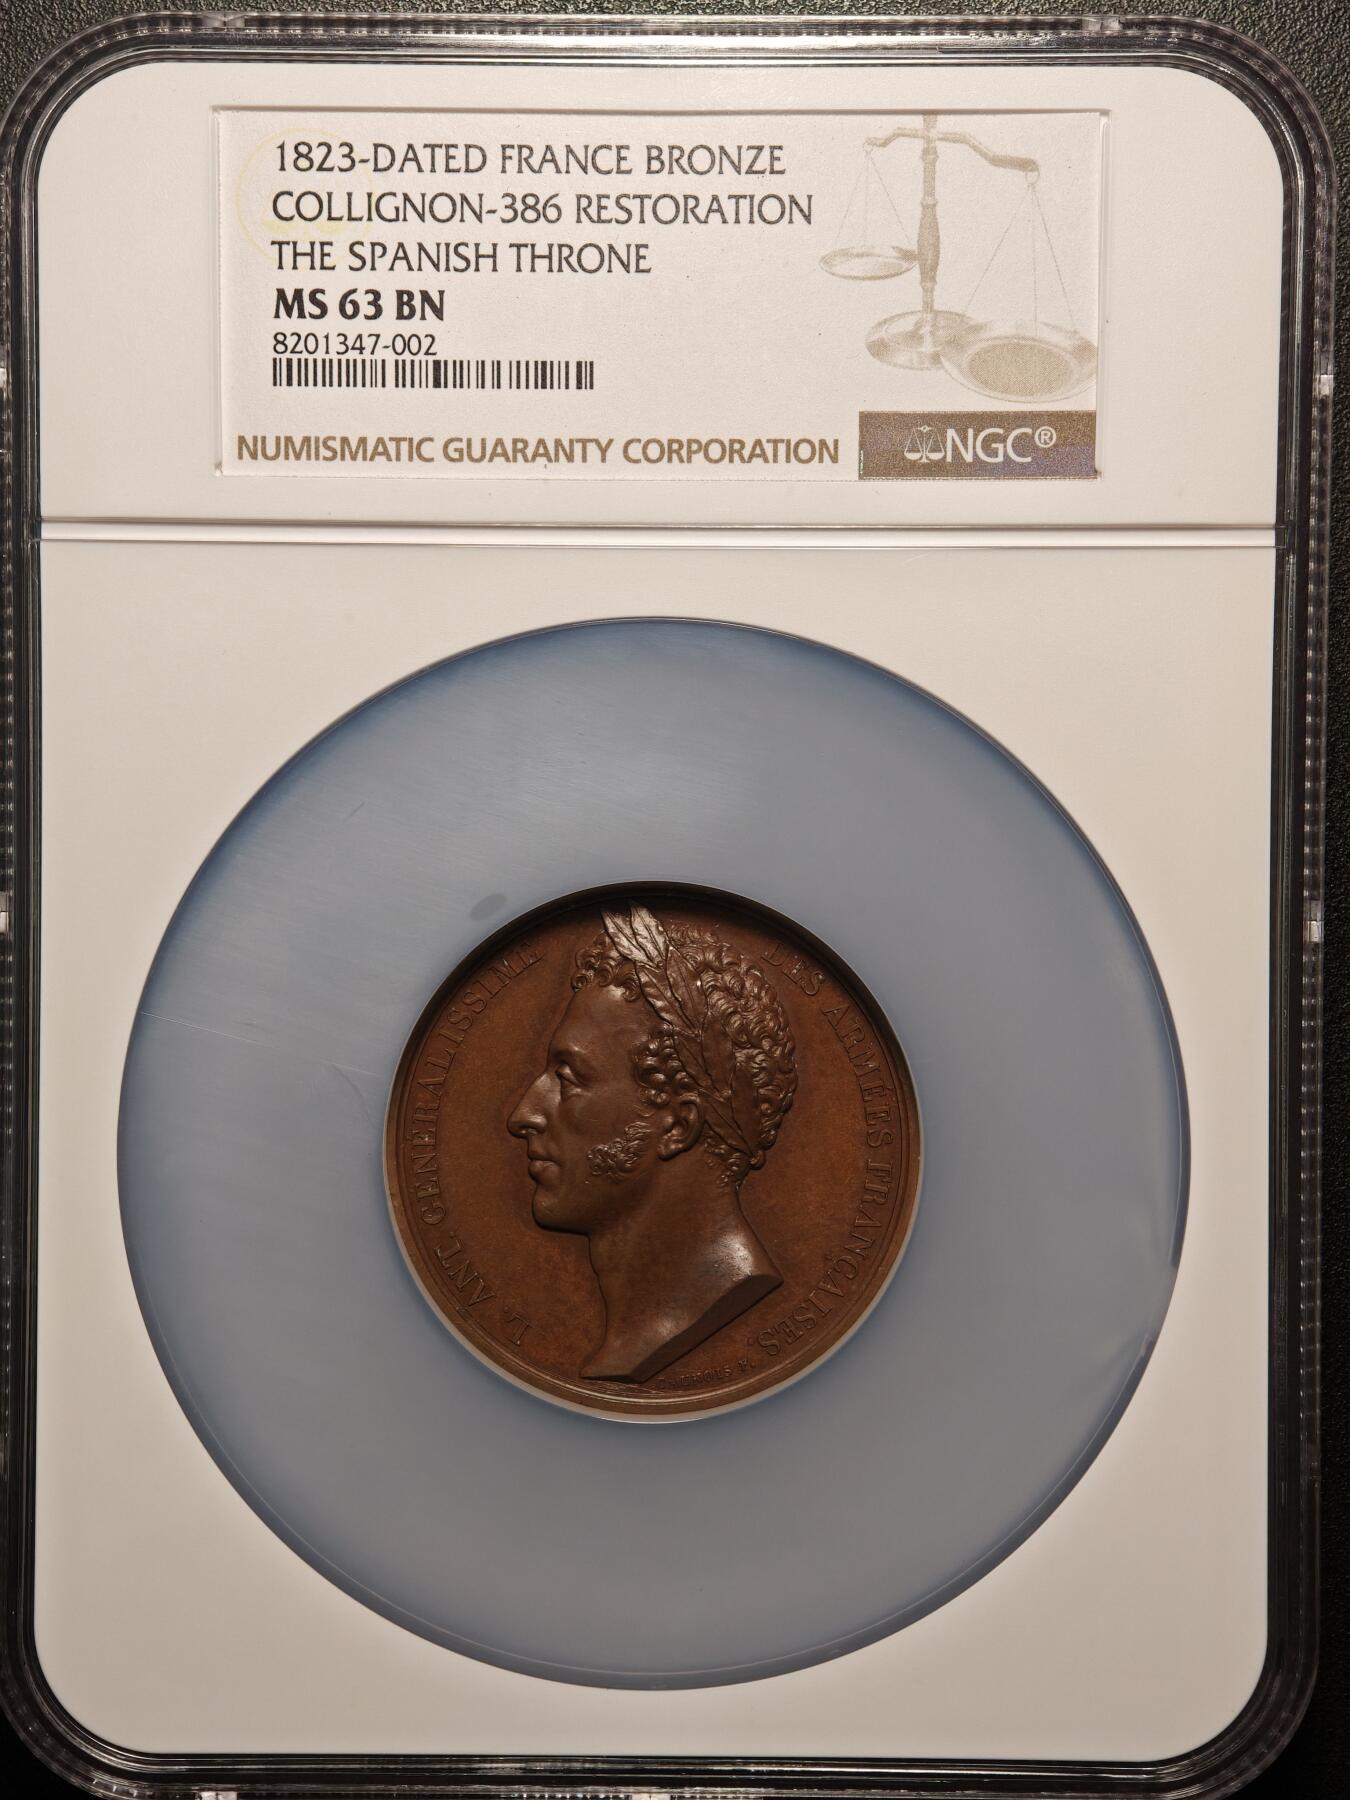 1823-DATED FRANCE BRONZE
COLLIGNON-386 RESTORATION
THE SPANISH THRONE
MS 63 BN
8201347-002
NUMISMATIC GUARANTY CORPORATION
NGC®
L. ANT. GÉNÉRALISSIME DES ARMÉES FRANÇAISES.
F.